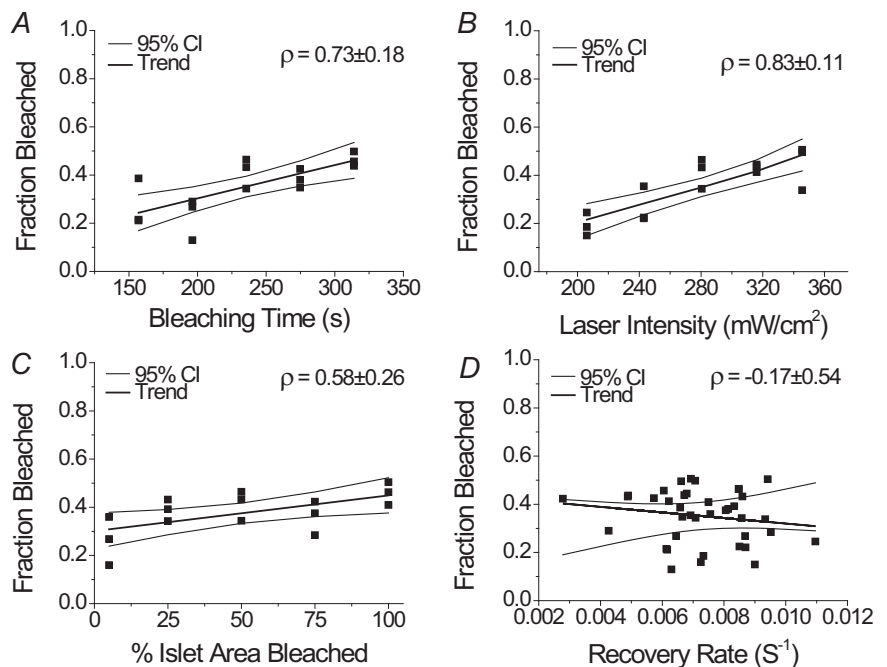 A
95% CI
Trend
ρ = 0.73±0.18
1.0
0.8
0.6
0.4
0.2
0.0
150 200 250 300 350
Fraction Bleached
Bleaching Time (s)
B
95% CI
Trend
ρ = 0.83±0.11
1.0
0.8
0.6
0.4
0.2
0.0
200 240 280 320 360
Fraction Bleached
Laser Intensity (mW/cm²)
C
95% CI
Trend
ρ = 0.58±0.26
1.0
0.8
0.6
0.4
0.2
0.0
0 25 50 75 100
Fraction Bleached
% Islet Area Bleached
D
95% CI
Trend
ρ = -0.17±0.54
1.0
0.8
0.6
0.4
0.2
0.0
0.002 0.004 0.006 0.008 0.010 0.012
Fraction Bleached
Recovery Rate (S⁻¹)